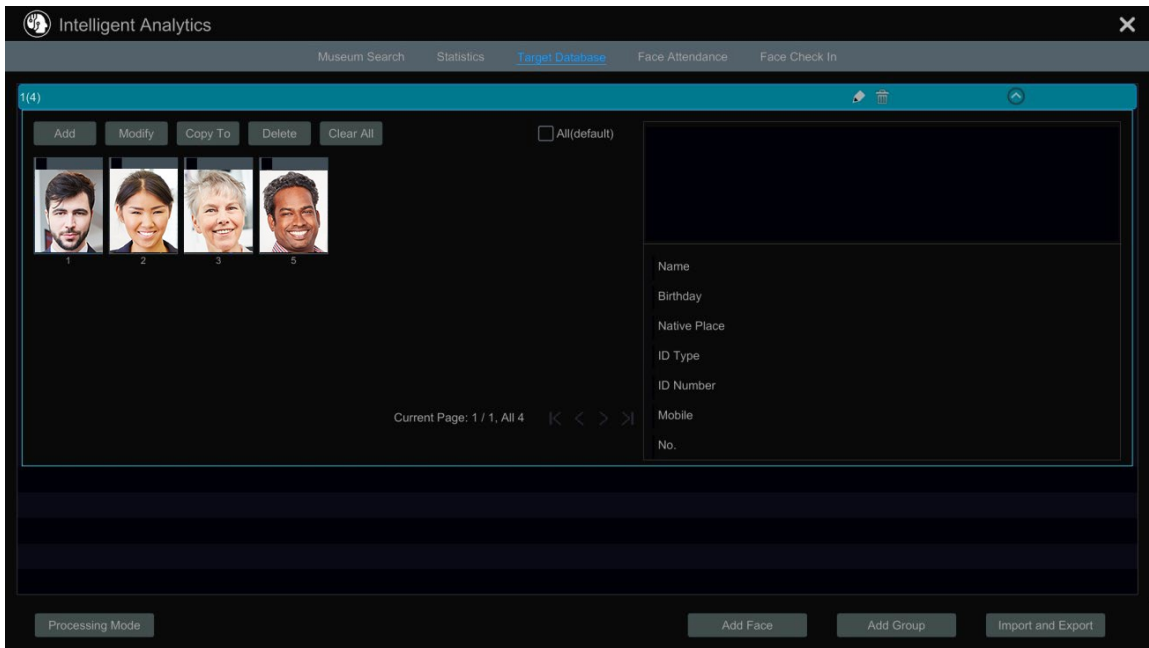 Intelligent Analytics
Museum Search Statistics Target Database Face Attendance Face Check In
1(4)
Add Modify Copy To Delete Clear All All(default)
1 2 3 5
Name
Birthday
Native Place
ID Type
ID Number
Current Page: 1 / 1, All 4 Mobile
No.
Processing Mode Add Face Add Group Import and Export